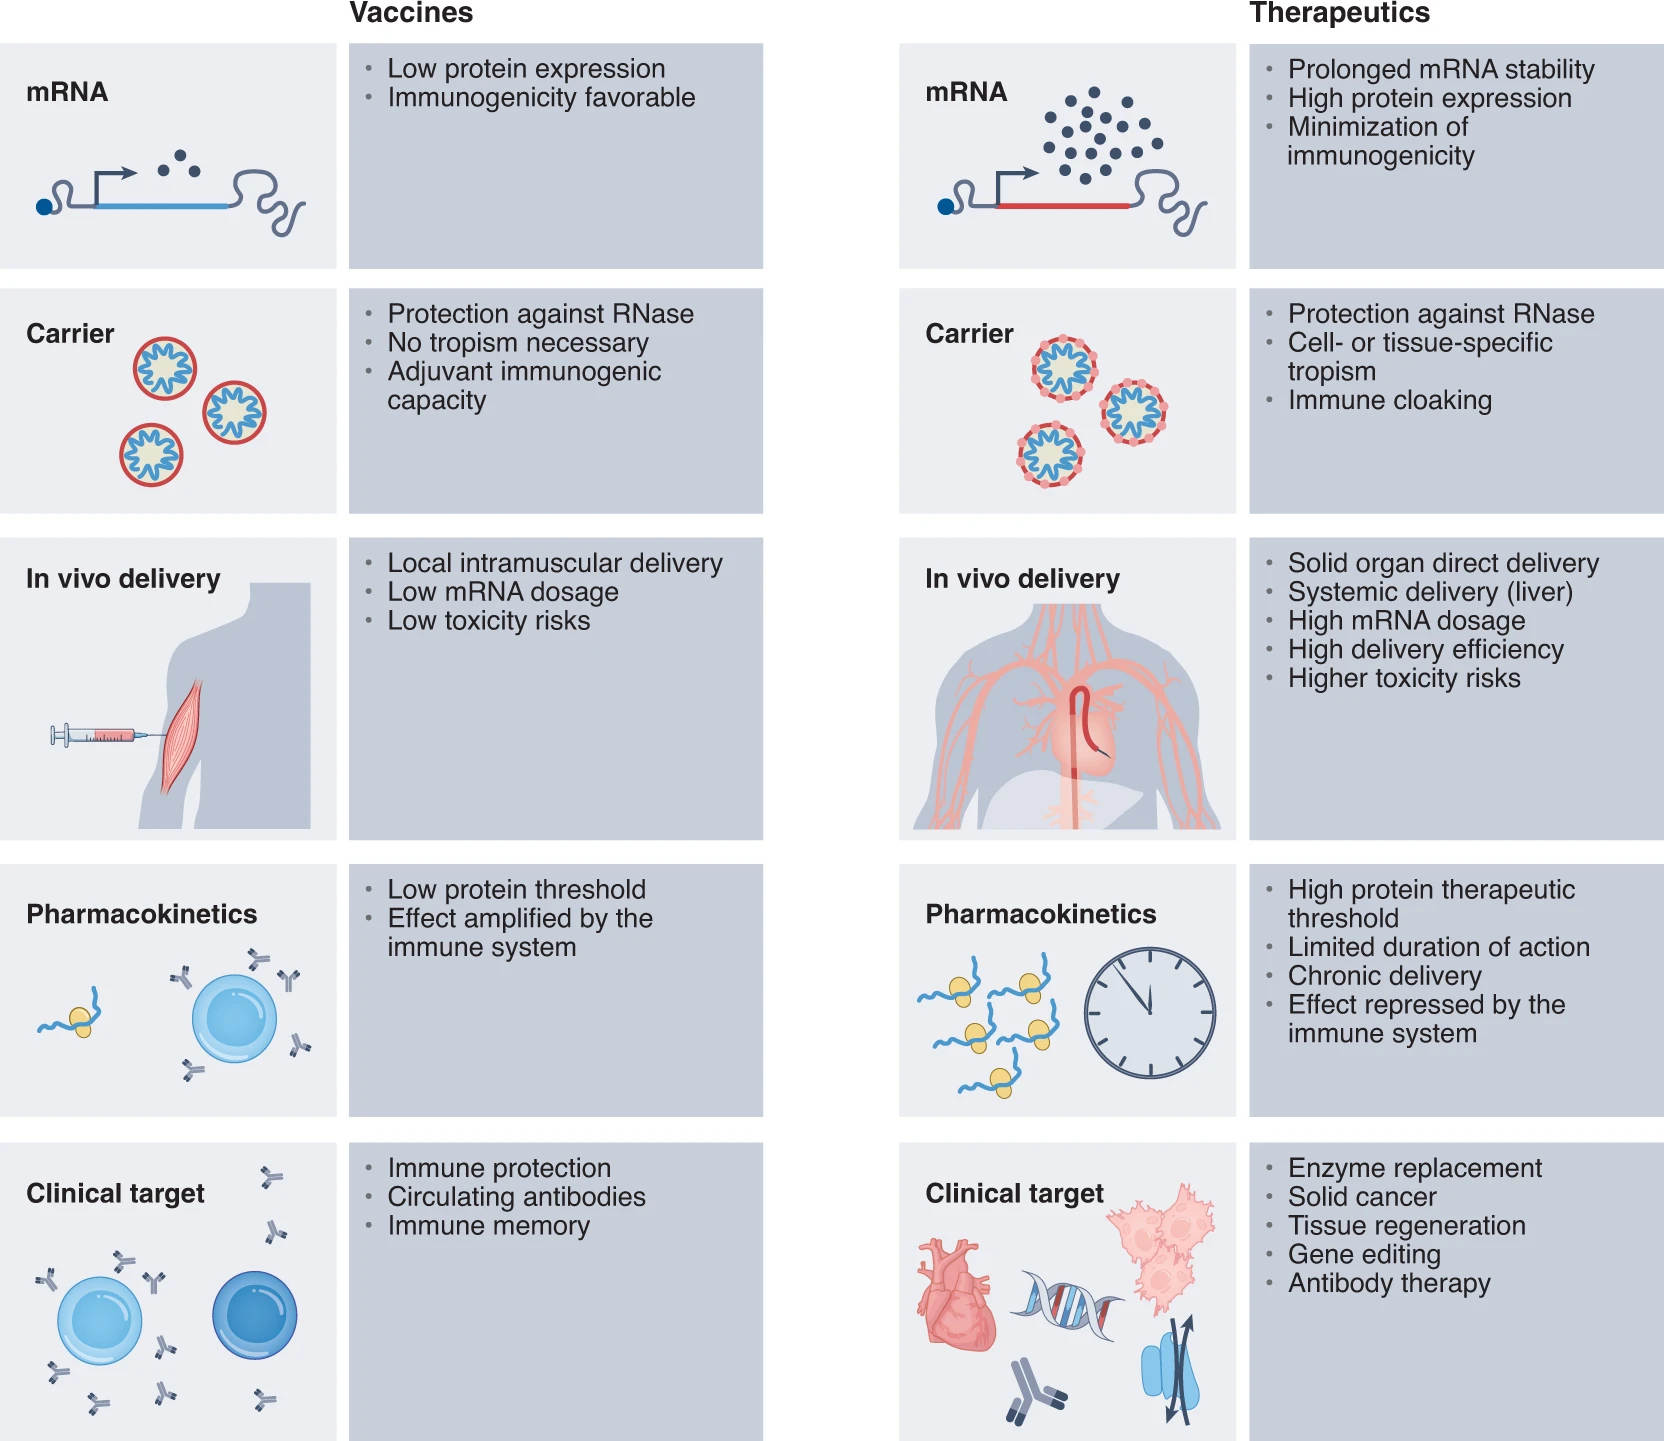 Vaccines
Therapeutics
mRNA
• Low protein expression
• Immunogenicity favorable
mRNA
• Prolonged mRNA stability
• High protein expression
• Minimization of
immunogenicity
Carrier
• Protection against RNase
• No tropism necessary
• Adjuvant immunogenic
capacity
Carrier
• Protection against RNase
• Cell- or tissue-specific
tropism
• Immune cloaking
In vivo delivery
• Local intramuscular delivery
• Low mRNA dosage
• Low toxicity risks
In vivo delivery
• Solid organ direct delivery
• Systemic delivery (liver)
• High mRNA dosage
• High delivery efficiency
• Higher toxicity risks
Pharmacokinetics
• Low protein threshold
• Effect amplified by the
immune system
Pharmacokinetics
• High protein therapeutic
threshold
• Limited duration of action
• Chronic delivery
• Effect repressed by the
immune system
Clinical target
• Immune protection
• Circulating antibodies
• Immune memory
Clinical target
• Enzyme replacement
• Solid cancer
• Tissue regeneration
• Gene editing
• Antibody therapy